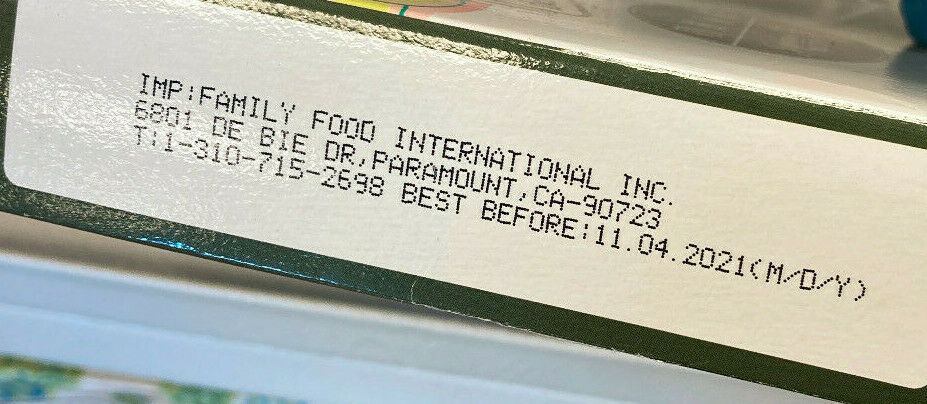 IMP:FAMILY FOOD INTERNATIONAL INC.
6801 DE BIE DR,PARAMOUNT,CA-90723
T:1-310-715-2698 BEST BEFORE:11.04.2021(M/D/Y)